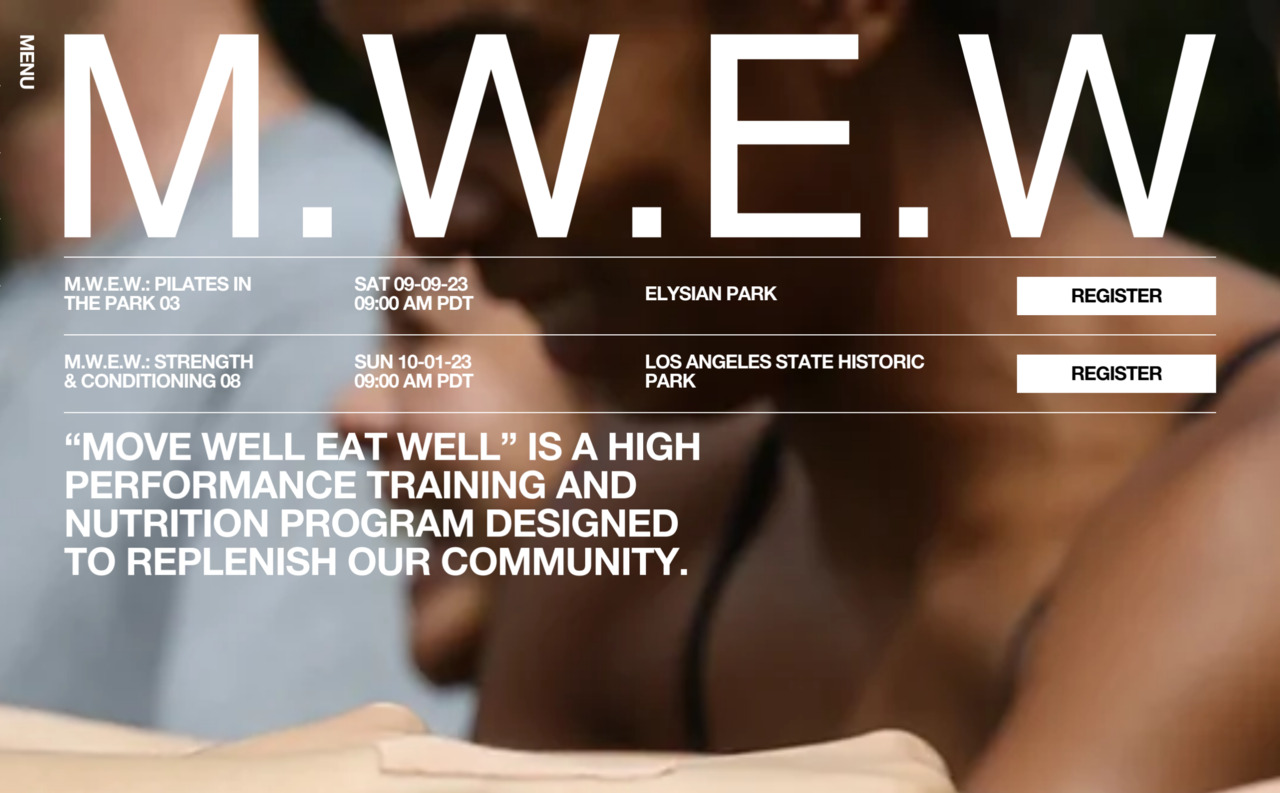 MENU
M.W.E.W
M.W.E.W.: PILATES IN
THE PARK 03
SAT 09-09-23
09:00 AM PDT
ELYSIAN PARK
REGISTER
M.W.E.W.: STRENGTH
& CONDITIONING 08
SUN 10-01-23
09:00 AM PDT
LOS ANGELES STATE HISTORIC
PARK
REGISTER
“MOVE WELL EAT WELL” IS A HIGH
PERFORMANCE TRAINING AND
NUTRITION PROGRAM DESIGNED
TO REPLENISH OUR COMMUNITY.